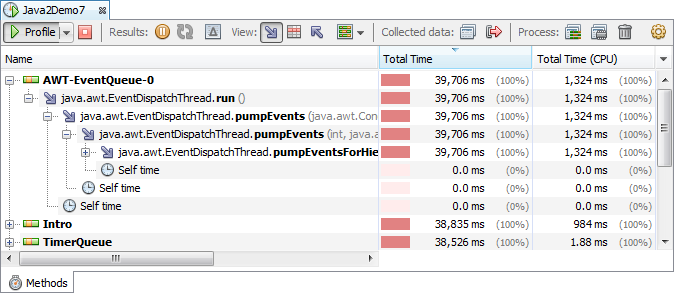 Java2Demo7
Profile Results: View: Collected data: Process:
Name Total Time Total Time (CPU)
AWT-EventQueue-0 39,706 ms (100%) 1,324 ms (100%)
java.awt.EventDispatchThread.run () 39,706 ms (100%) 1,324 ms (100%)
java.awt.EventDispatchThread.pumpEvents (java.awt.Con 39,706 ms (100%) 1,324 ms (100%)
java.awt.EventDispatchThread.pumpEvents (int, java.a 39,706 ms (100%) 1,324 ms (100%)
java.awt.EventDispatchThread.pumpEventsForHie 39,706 ms (100%) 1,324 ms (100%)
Self time 0.0 ms (0%) 0.0 ms (0%)
Self time 0.0 ms (0%) 0.0 ms (0%)
Self time 0.0 ms (0%) 0.0 ms (0%)
Intro 38,835 ms (100%) 984 ms (100%)
TimerQueue 38,526 ms (100%) 1.88 ms (100%)
Methods